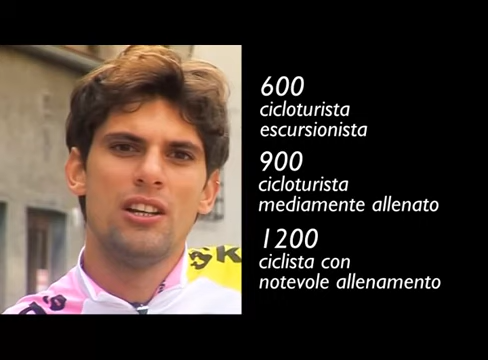 600
cicloturista
escursionista
900
cicloturista
mediamente allenato
1200
ciclista con
notevole allenamento